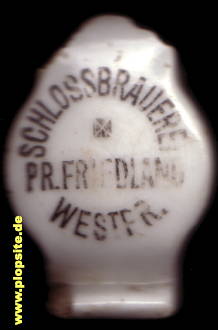 SCHLOSSBRAUEREI
PR. FRIEDLAND
WESTPR.
www.plopsite.de